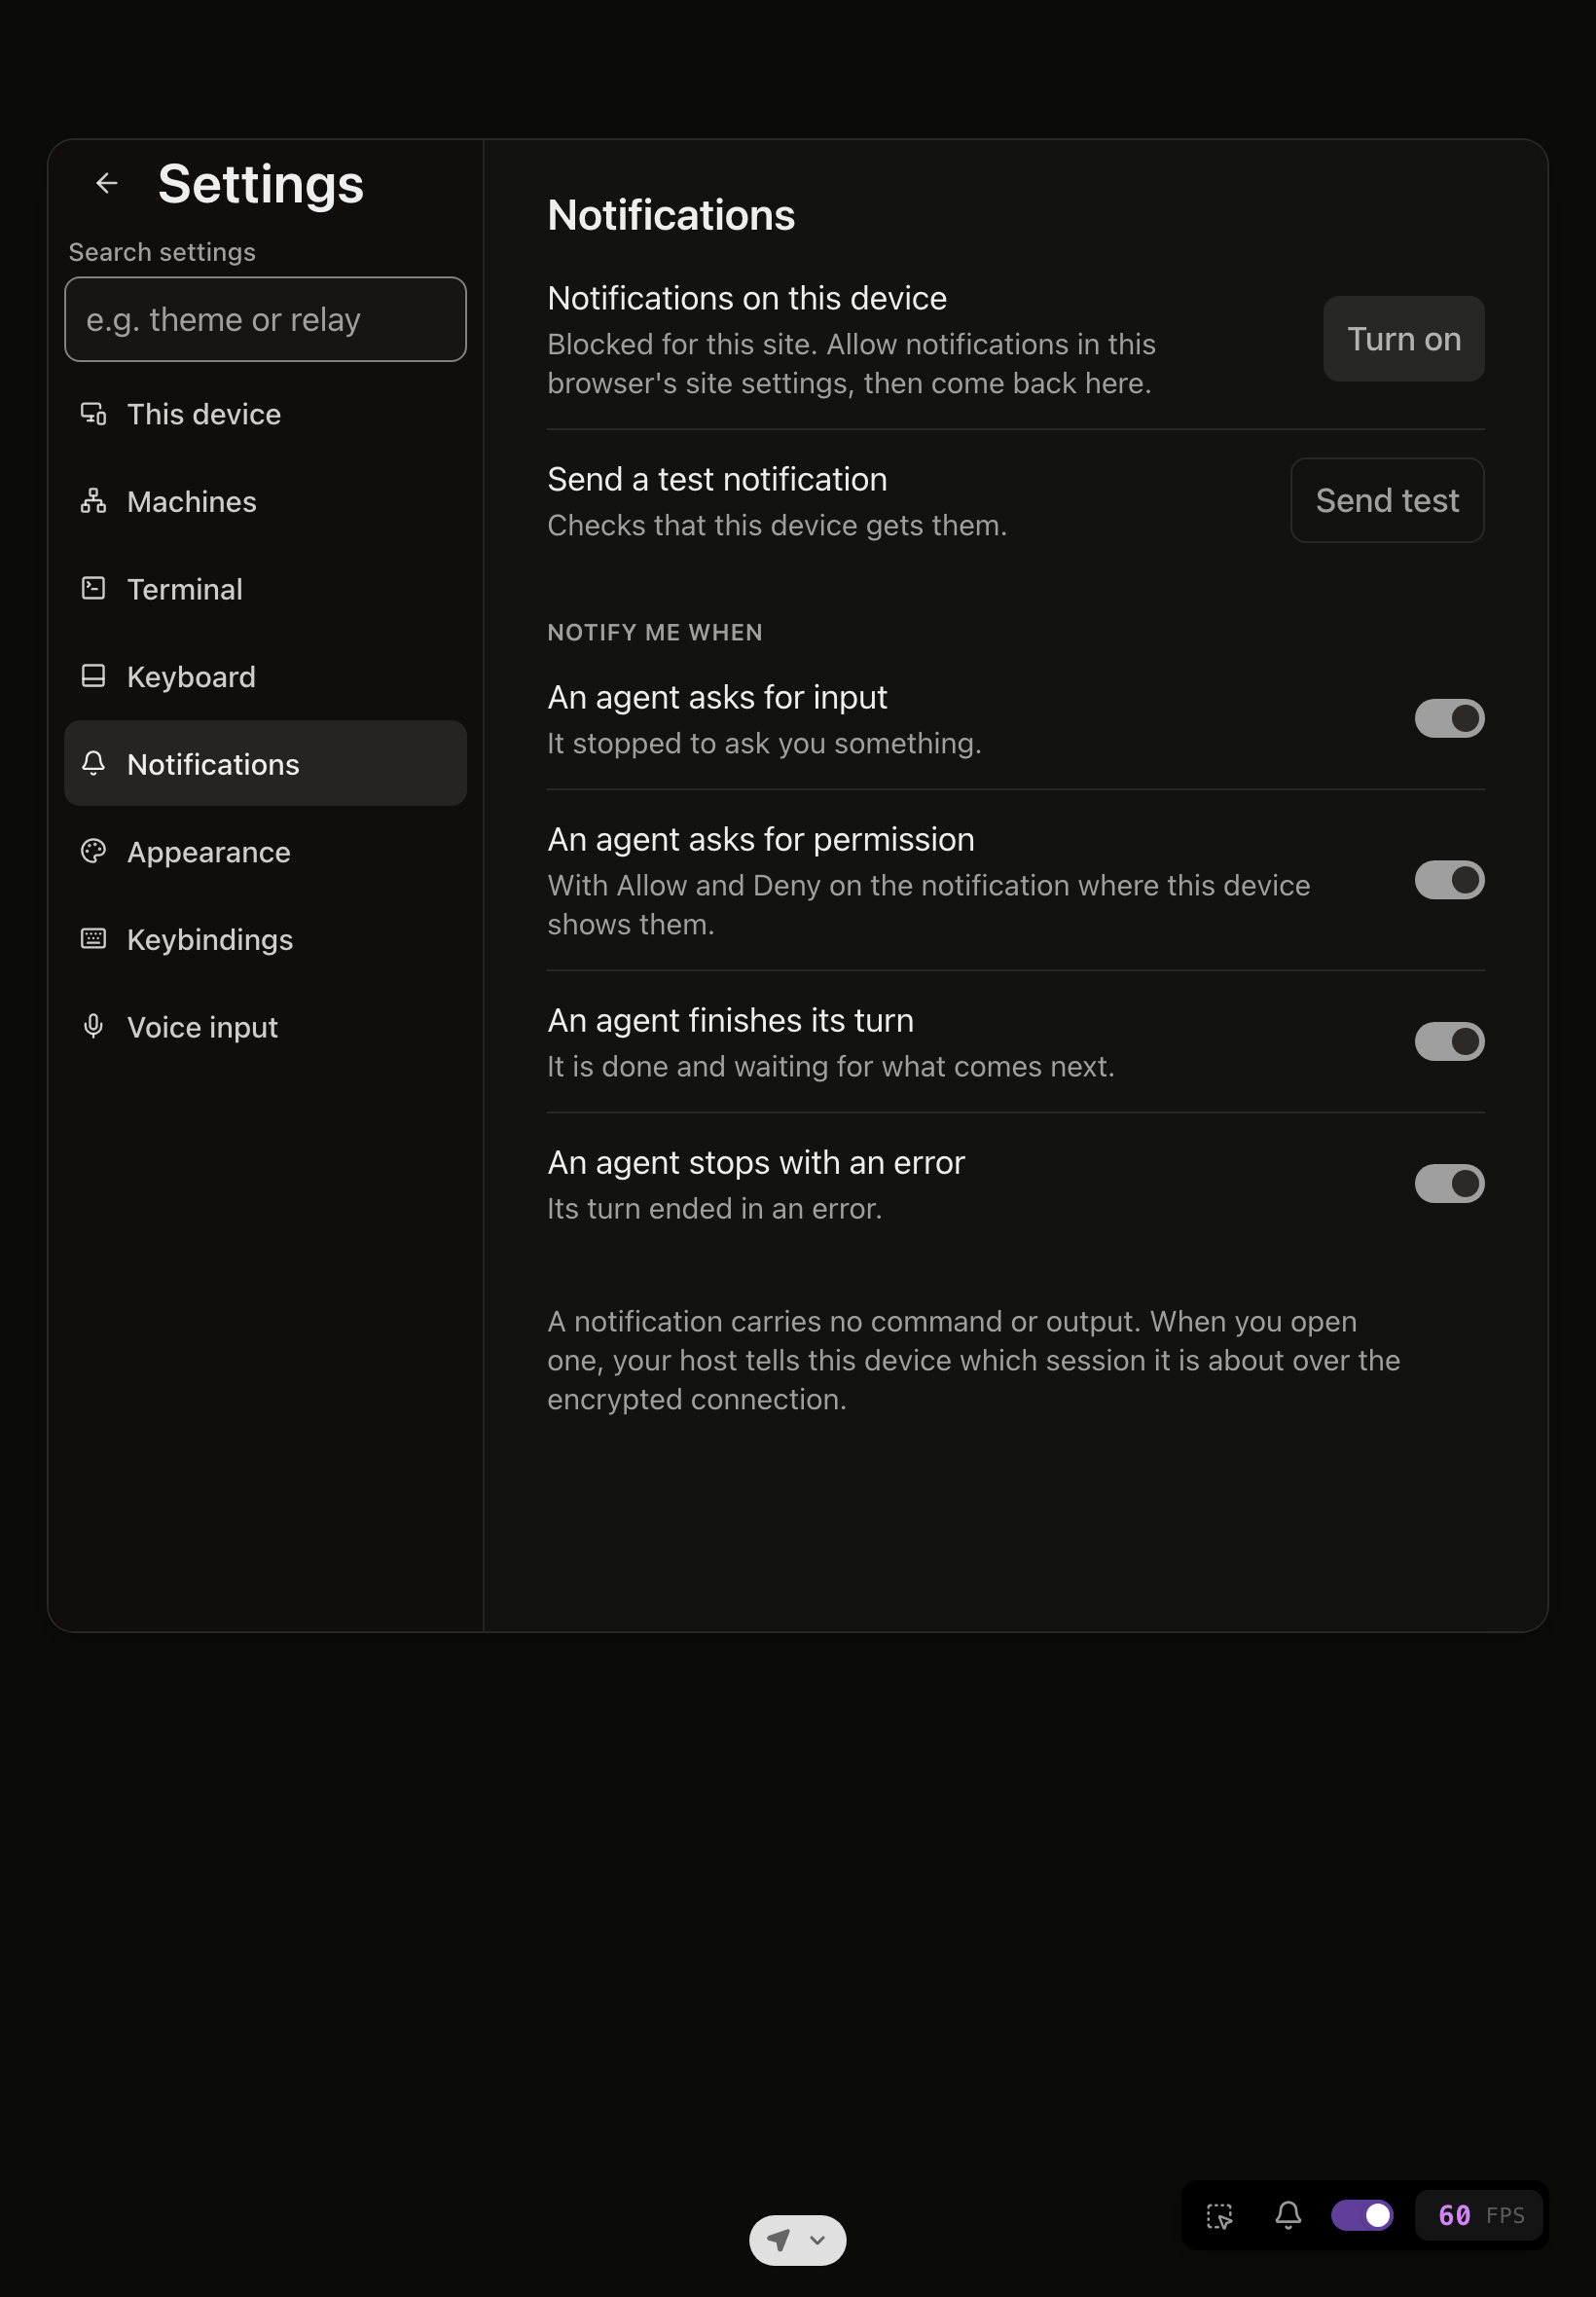 Settings
Search settings
e.g. theme or relay
This device
Machines
Terminal
Keyboard
Notifications
Appearance
Keybindings
Voice input
Notifications
Notifications on this device
Blocked for this site. Allow notifications in this
browser's site settings, then come back here.
Turn on
Send a test notification
Checks that this device gets them.
Send test
NOTIFY ME WHEN
An agent asks for input
It stopped to ask you something.
An agent asks for permission
With Allow and Deny on the notification where this device
shows them.
An agent finishes its turn
It is done and waiting for what comes next.
An agent stops with an error
Its turn ended in an error.
A notification carries no command or output. When you open
one, your host tells this device which session it is about over the
encrypted connection.
60 FPS